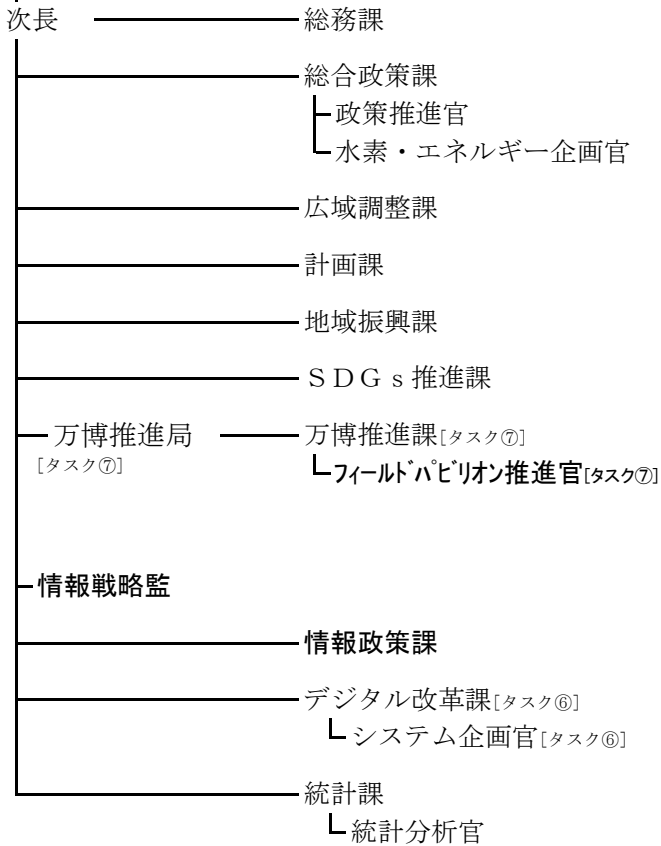 次長 総務課
総合政策課
政策推進官
水素・エネルギー企画官
広域調整課
計画課
地域振興課
ＳＤＧｓ推進課
万博推進局 万博推進課[タスク⑦]
[タスク⑦]
フィールドパビリオン推進官[タスク⑦]
情報戦略監
情報政策課
デジタル改革課[タスク⑥]
システム企画官[タスク⑥]
統計課
統計分析官